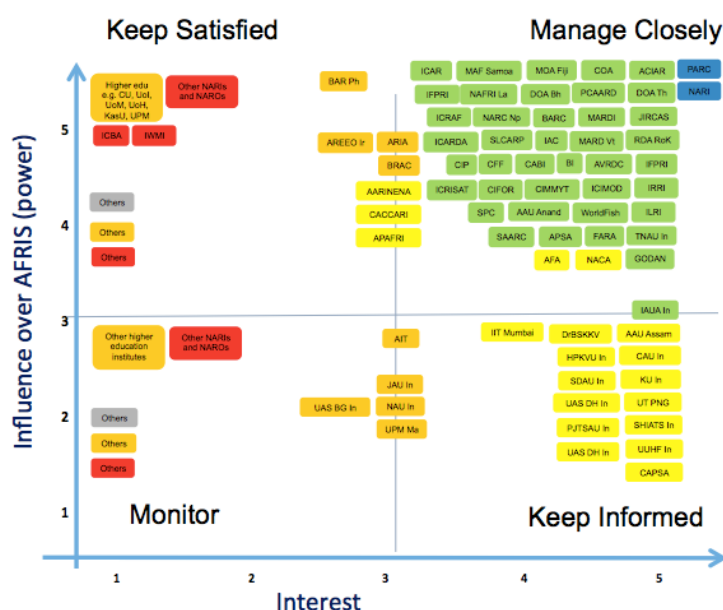 Keep Satisfied
Manage Closely
Influence over AFRIS (power)
5
4
3
2
1
Higher edu
e.g. CU, UoI,
UoM, UoH,
KasU, UPM
Other NARIs
and NAROs
BAR Ph
ICBA
IWMI
AREEO Ir
ARIA
BRAC
AARINENA
CACCARI
APAFRI
Others
Others
Others
ICAR
MAF Samoa
MOA Fiji
COA
ACIAR
PARC
IFPRI
NAFRI La
DOA Bh
PCAARD
DOA Th
NARI
ICRAF
NARC Np
BARC
MARDI
JIRCAS
ICARDA
SLCARP
IAC
MARD Vt
RDA RoK
CIP
CFF
CABI
BI
AVRDC
IFPRI
ICRISAT
CIFOR
CIMMYT
ICIMOD
IRRI
SPC
AAU Anand
WorldFish
ILRI
SAARC
APSA
FARA
TNAU In
AFA
NACA
GODAN
IAUA In
Other higher
education
institutes
Other NARIs
and NAROs
AIT
JAU In
UAS BG In
NAU In
UPM Ma
Others
Others
Others
IIT Mumbai
DrBSKKV
AAU Assam
HPKVU In
CAU In
SDAU In
KU In
UAS DH In
UT PNG
PJTSAU In
SHIATS In
UAS DH In
UUHF In
CAPSA
Monitor
Keep Informed
1
2
3
4
5
Interest